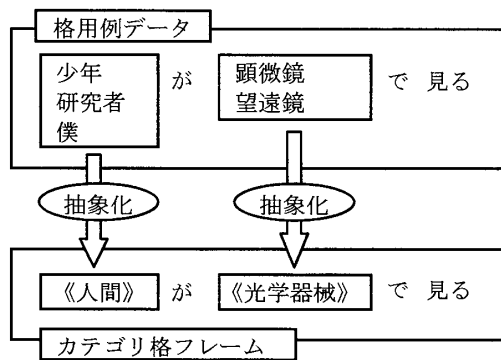 格用例データ
少年 が 顕微鏡 で 見る
研究者 望遠鏡
僕
抽象化 抽象化
《人間》 が 《光学器械》 で 見る
カテゴリ格フレーム